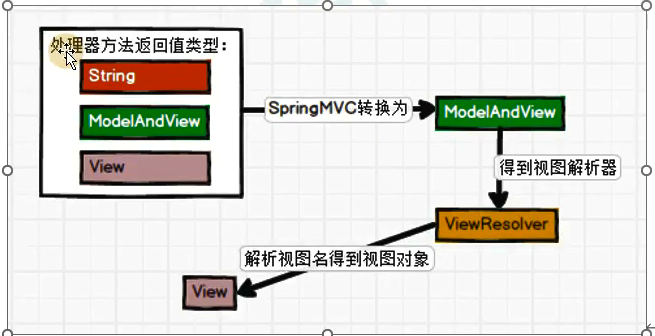 处理器方法返回值类型：
String
ModelAndView
View
SpringMVC转换为
ModelAndView
得到视图解析器
ViewResolver
解析视图名得到视图对象
View